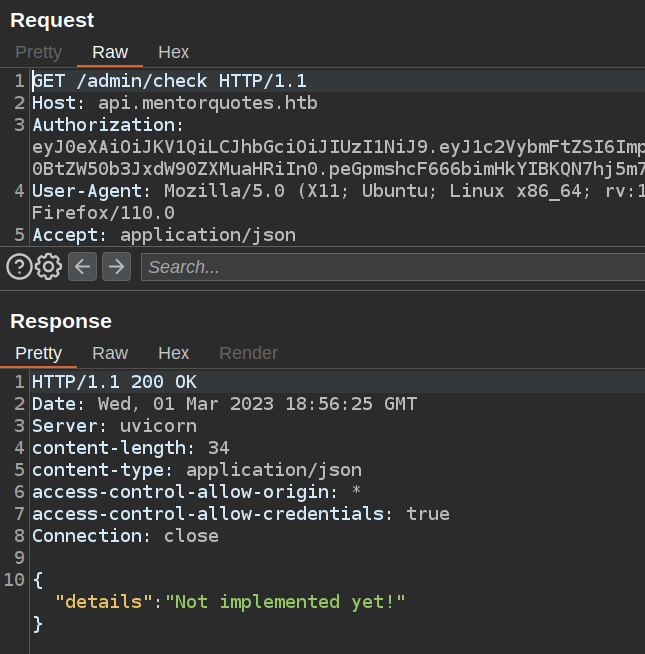 Request
Pretty Raw Hex
1 GET /admin/check HTTP/1.1
2 Host: api.mentorquotes.htb
3 Authorization:
eyJ0eXAiOiJKV1QiLCJhbGciOiJIUzI1NiJ9.eyJ1c2VybmFtZSI6Imp
0BtZW50b3JxdW90ZXMuaHRiIn0.peGpmshcF666bimHkYIBKQN7hj5m7
4 User-Agent: Mozilla/5.0 (X11; Ubuntu; Linux x86_64; rv:1
Firefox/110.0
5 Accept: application/json
Search...
Response
Pretty Raw Hex Render
1 HTTP/1.1 200 OK
2 Date: Wed, 01 Mar 2023 18:56:25 GMT
3 Server: uvicorn
4 content-length: 34
5 content-type: application/json
6 access-control-allow-origin: *
7 access-control-allow-credentials: true
8 Connection: close
9
10 {
"details":"Not implemented yet!"
}